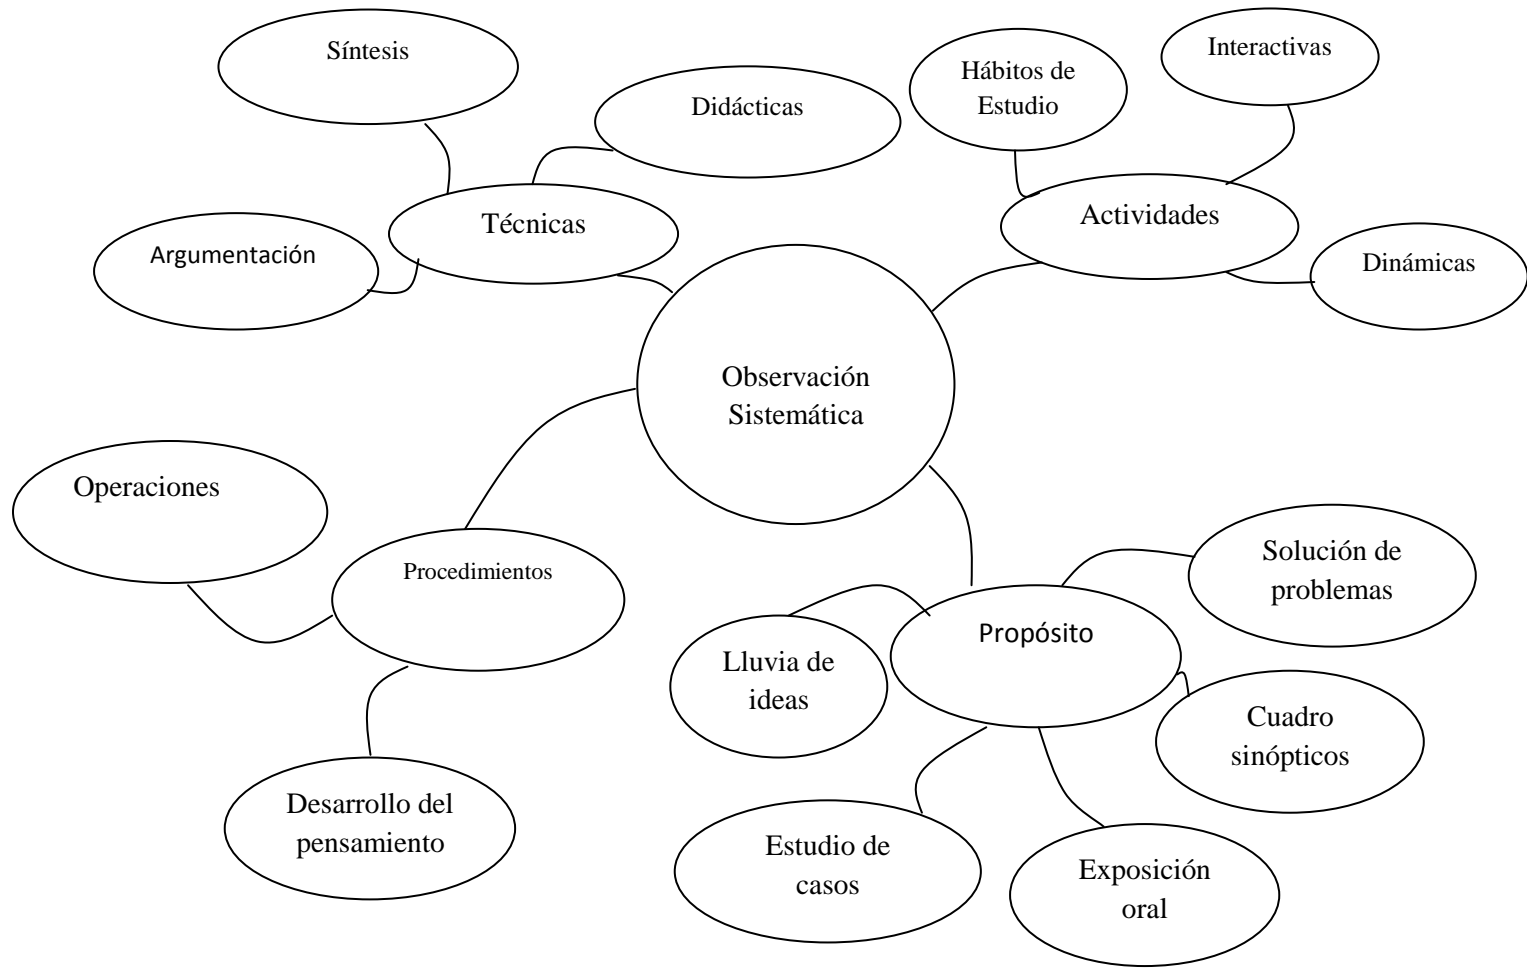 Síntesis
Interactivas
Hábitos de
Estudio
Didácticas
Técnicas
Actividades
Argumentación
Dinámicas
Observación
Sistemática
Operaciones
Procedimientos
Solución de
problemas
Propósito
Lluvia de
ideas
Cuadro
sinópticos
Desarrollo del
pensamiento
Estudio de
casos
Exposición
oral